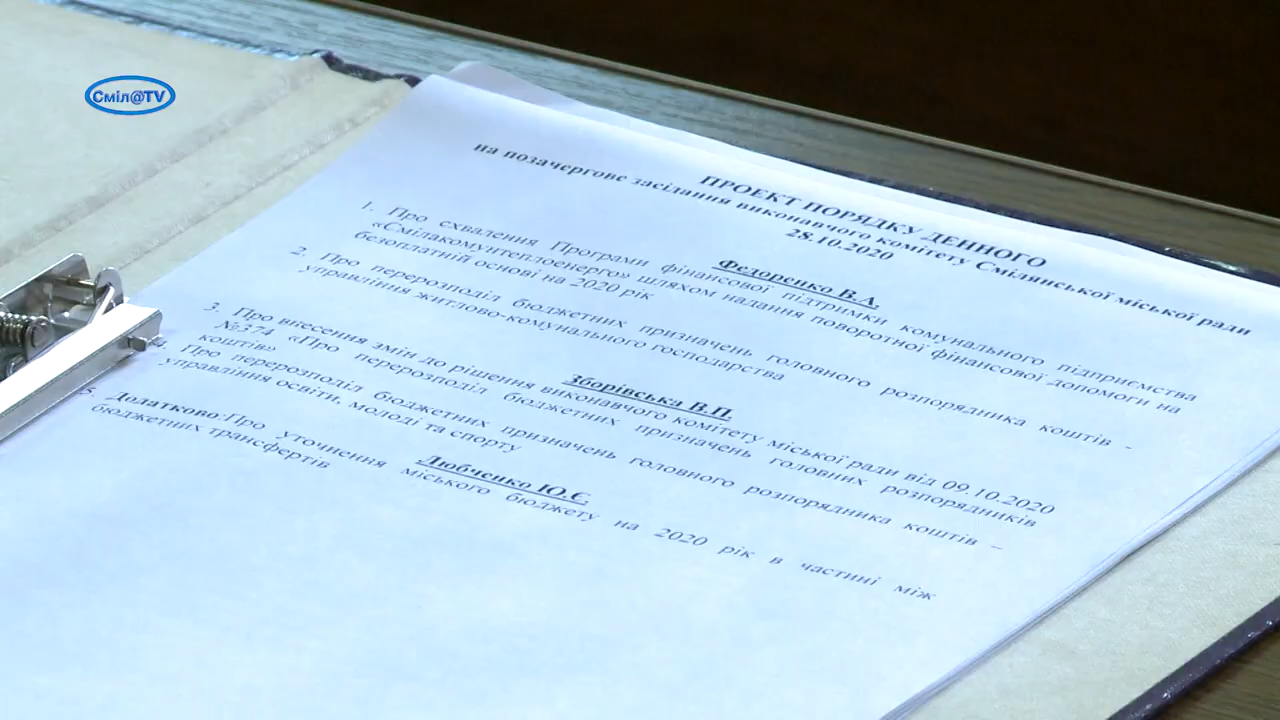 Сміл@TV
ПРОЕКТ ПОРЯДКУ ДЕННОГО
на позачергове засідання виконавчого комітету Смілянської міської ради
28.10.2020
Федоренко В.А.
1. Про схвалення Програми фінансової підтримки комунального підприємства
«Смілакомунтеплоенерго» шляхом надання поворотної фінансової допомоги на
безоплатній основі на 2020 рік
2. Про перерозподіл бюджетних призначень головного розпорядника коштів -
управління житлово-комунального господарства
Зборівська В.П.
3. Про внесення змін до рішення виконавчого комітету міської ради від 09.10.2020
№374 «Про перерозподіл бюджетних призначень головних розпорядників
коштів»
Про перерозподіл бюджетних призначень головного розпорядника коштів –
управління освіти, молоді та спорту
Любченко Ю.Є.
5. Додатково:Про уточнення міського бюджету на 2020 рік в частині між
бюджетних трансфертів